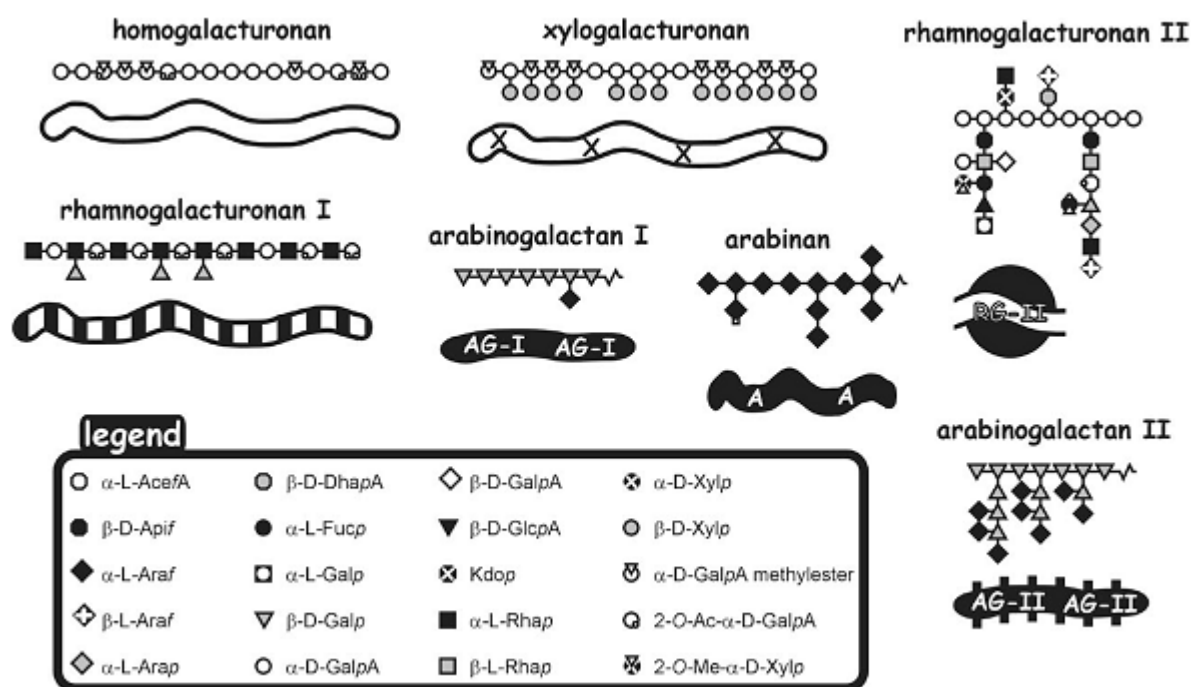 homogalacturonan
xylogalacturonan
rhamnogalacturonan II
rhamnogalacturonan I
arabinogalactan I
arabinan
X X X X
RG-II
AG-I AG-I
A A
arabinogalactan II
AG-II AG-II
legend
α-L-AcefA
β-D-DhapA
β-D-GalpA
α-D-Xylp
β-D-Apif
α-L-Fucp
β-D-GlcpA
β-D-Xylp
α-L-Araf
α-L-Galp
Kdop
α-D-GalpA methylester
β-L-Araf
β-D-Galp
α-L-Rhap
2-O-Ac-α-D-GalpA
α-L-Arap
α-D-GalpA
β-L-Rhap
2-O-Me-α-D-Xylp